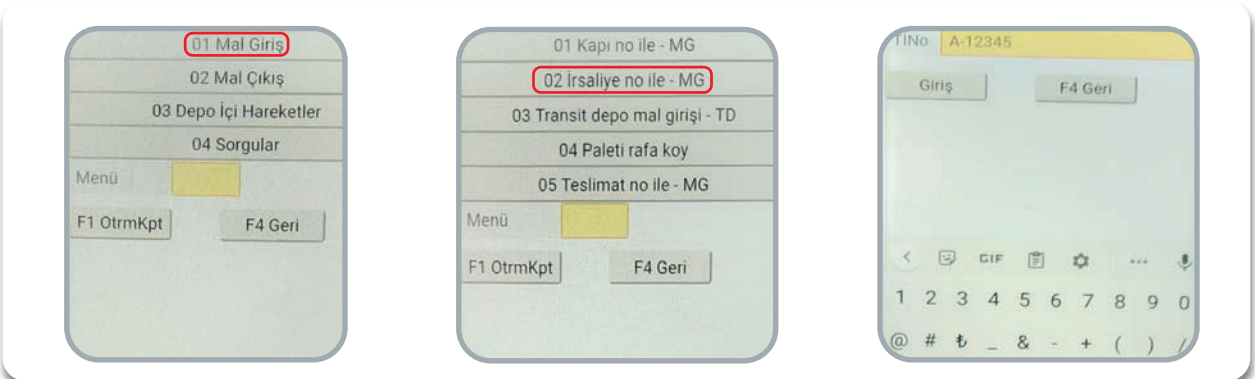 01 Mal Giriş
02 Mal Çıkış
03 Depo İçi Hareketler
04 Sorgular
Menü
F1 OtrmKpt F4 Geri
01 Kapı no ile - MG
02 İrsaliye no ile - MG
03 Transit depo mal girişi - TD
04 Paleti rafa koy
05 Teslimat no ile - MG
Menü
F1 OtrmKpt F4 Geri
TINo A-12345
Giriş F4 Geri
GIF
1 2 3 4 5 6 7 8 9 0
@ # ₺ _ & - + ( ) /